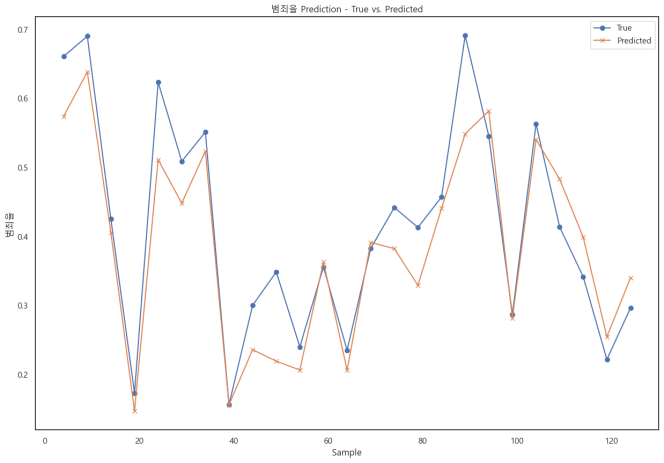 범죄율 Prediction - True vs. Predicted
True
Predicted
범죄율
0.7
0.6
0.5
0.4
0.3
0.2
0 20 40 60 80 100 120
Sample